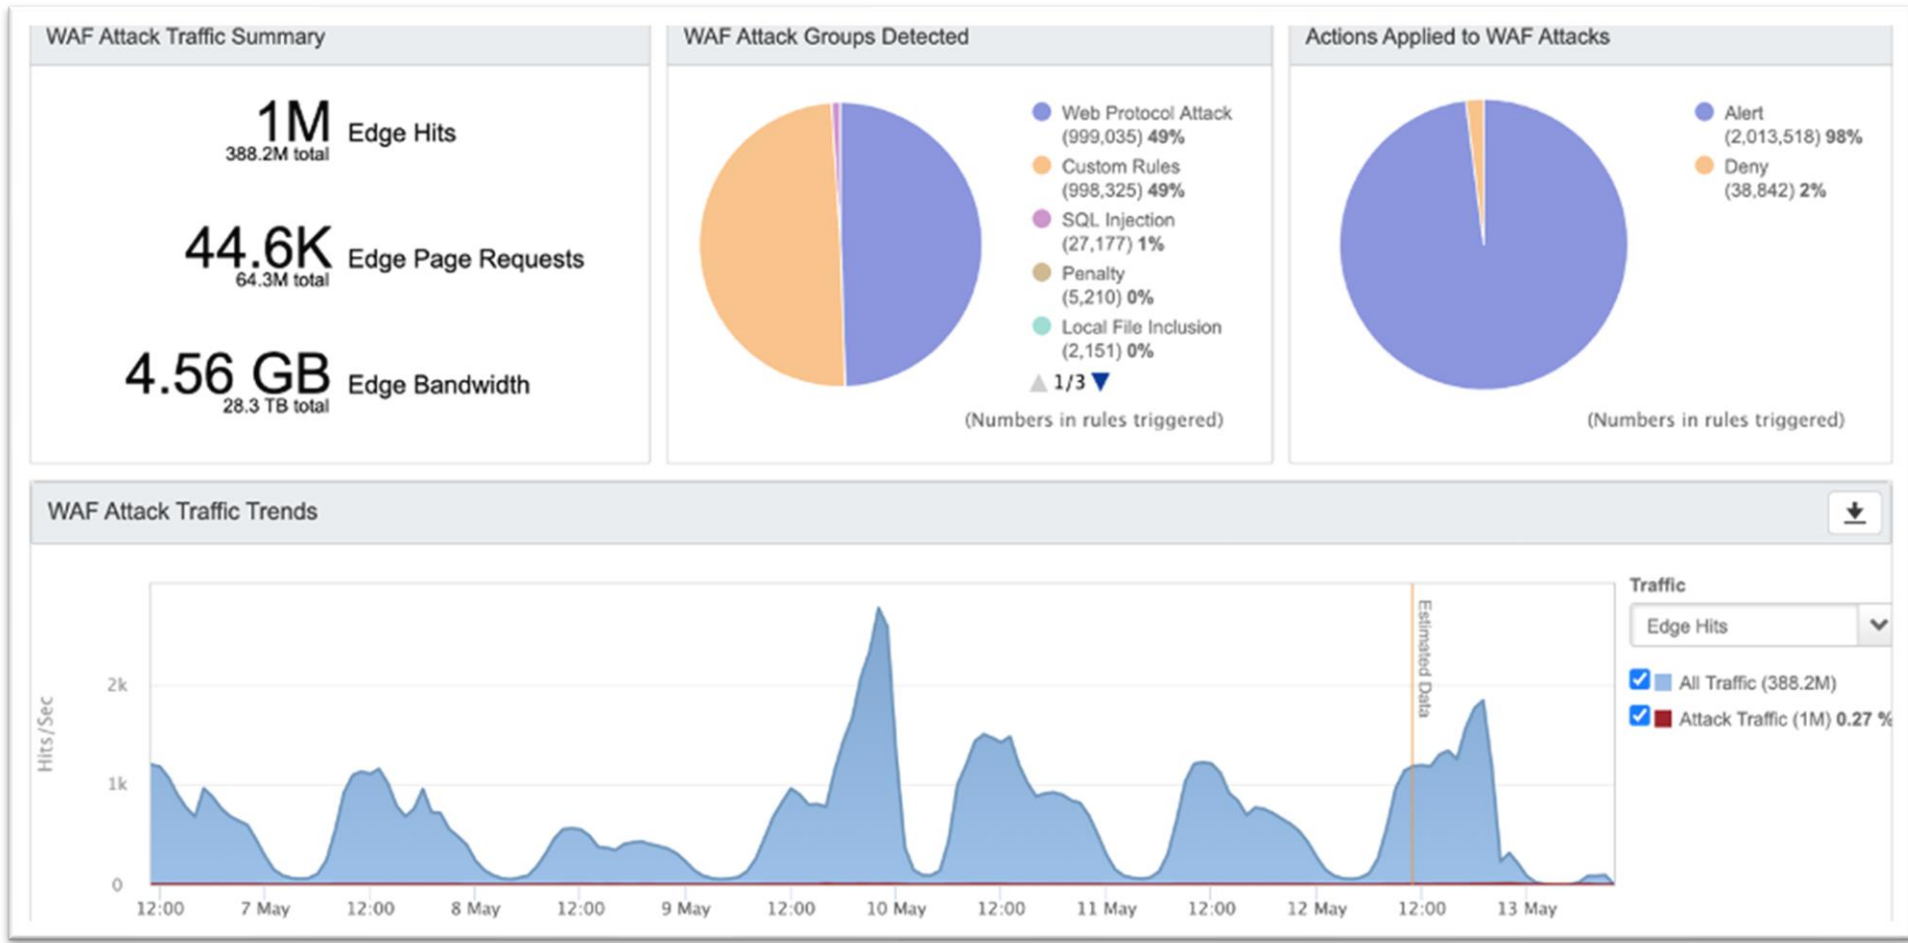 WAF Attack Traffic Summary
1M Edge Hits
388.2M total
44.6K Edge Page Requests
64.3M total
4.56 GB Edge Bandwidth
28.3 TB total
WAF Attack Groups Detected
Web Protocol Attack
(999,035) 49%
Custom Rules
(998,325) 49%
SQL Injection
(27,177) 1%
Penalty
(5,210) 0%
Local File Inclusion
(2,151) 0%
1/3
(Numbers in rules triggered)
Actions Applied to WAF Attacks
Alert
(2,013,518) 98%
Deny
(38,842) 2%
(Numbers in rules triggered)
WAF Attack Traffic Trends
Hits/Sec
2k
1k
0
12:00 7 May 12:00 8 May 12:00 9 May 12:00 10 May 12:00 11 May 12:00 12 May 12:00 13 May
Estimated Data
Traffic
Edge Hits
All Traffic (388.2M)
Attack Traffic (1M) 0.27 %